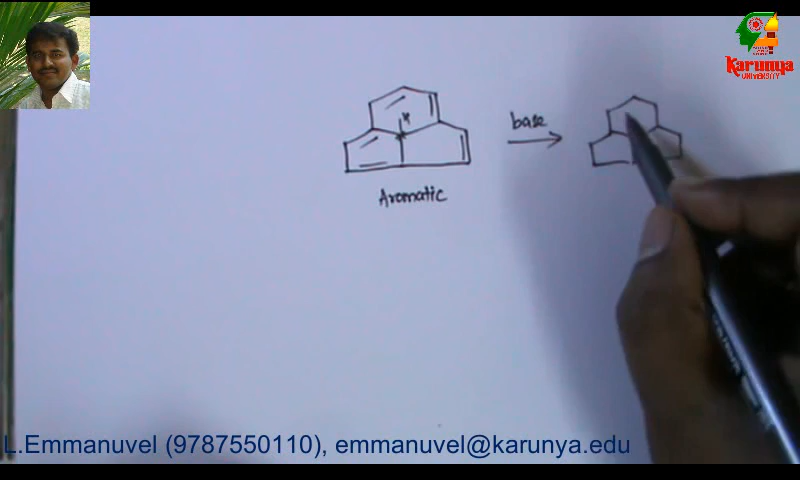 Karunya
UNIVERSITY
H
base
Aromatic
L.Emmanuvel (9787550110), emmanuvel@karunya.edu